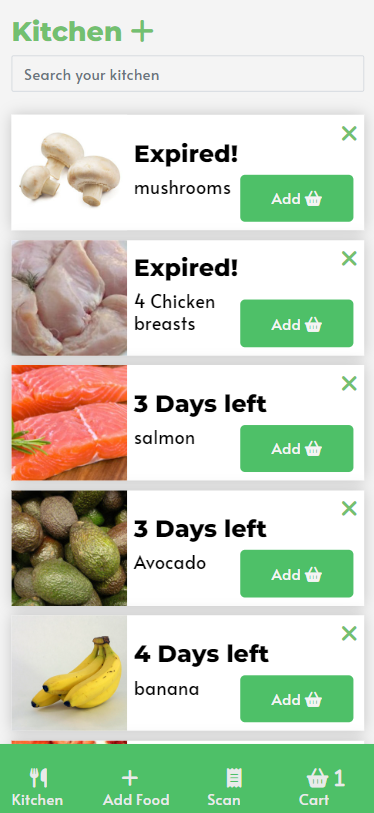 Kitchen +
Search your kitchen
Expired!
mushrooms
Add
Expired!
4 Chicken
breasts
Add
3 Days left
salmon
Add
3 Days left
Avocado
Add
4 Days left
banana
Add
1
Kitchen
Add Food
Scan
Cart